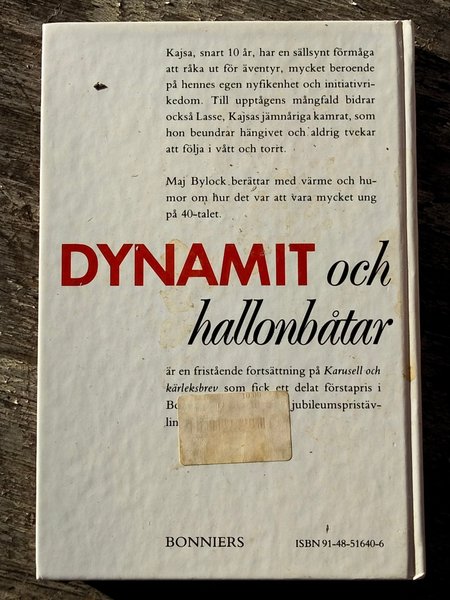 Kajsa, snart 10 år, har en sällsynt förmåga
att råka ut för äventyr, mycket beroende
på hennes egen nyfikenhet och initiativri-
kedom. Till upptågens mångfald bidrar
också Lasse, Kajsas jämnåriga kamrat, som
hon beundrar hängivet och aldrig tvekar
att följa i vått och torrt.
Maj Bylock berättar med värme och hu-
mor om hur det var att vara mycket ung
på 40-talet.
DYNAMIT och
hallonbåtar
är en fristående fortsättning på Karusell och
kärleksbrev som fick ett delat förstapris i
jubileumspristäv-
BONNIERS
ISBN 91-48-51640-6